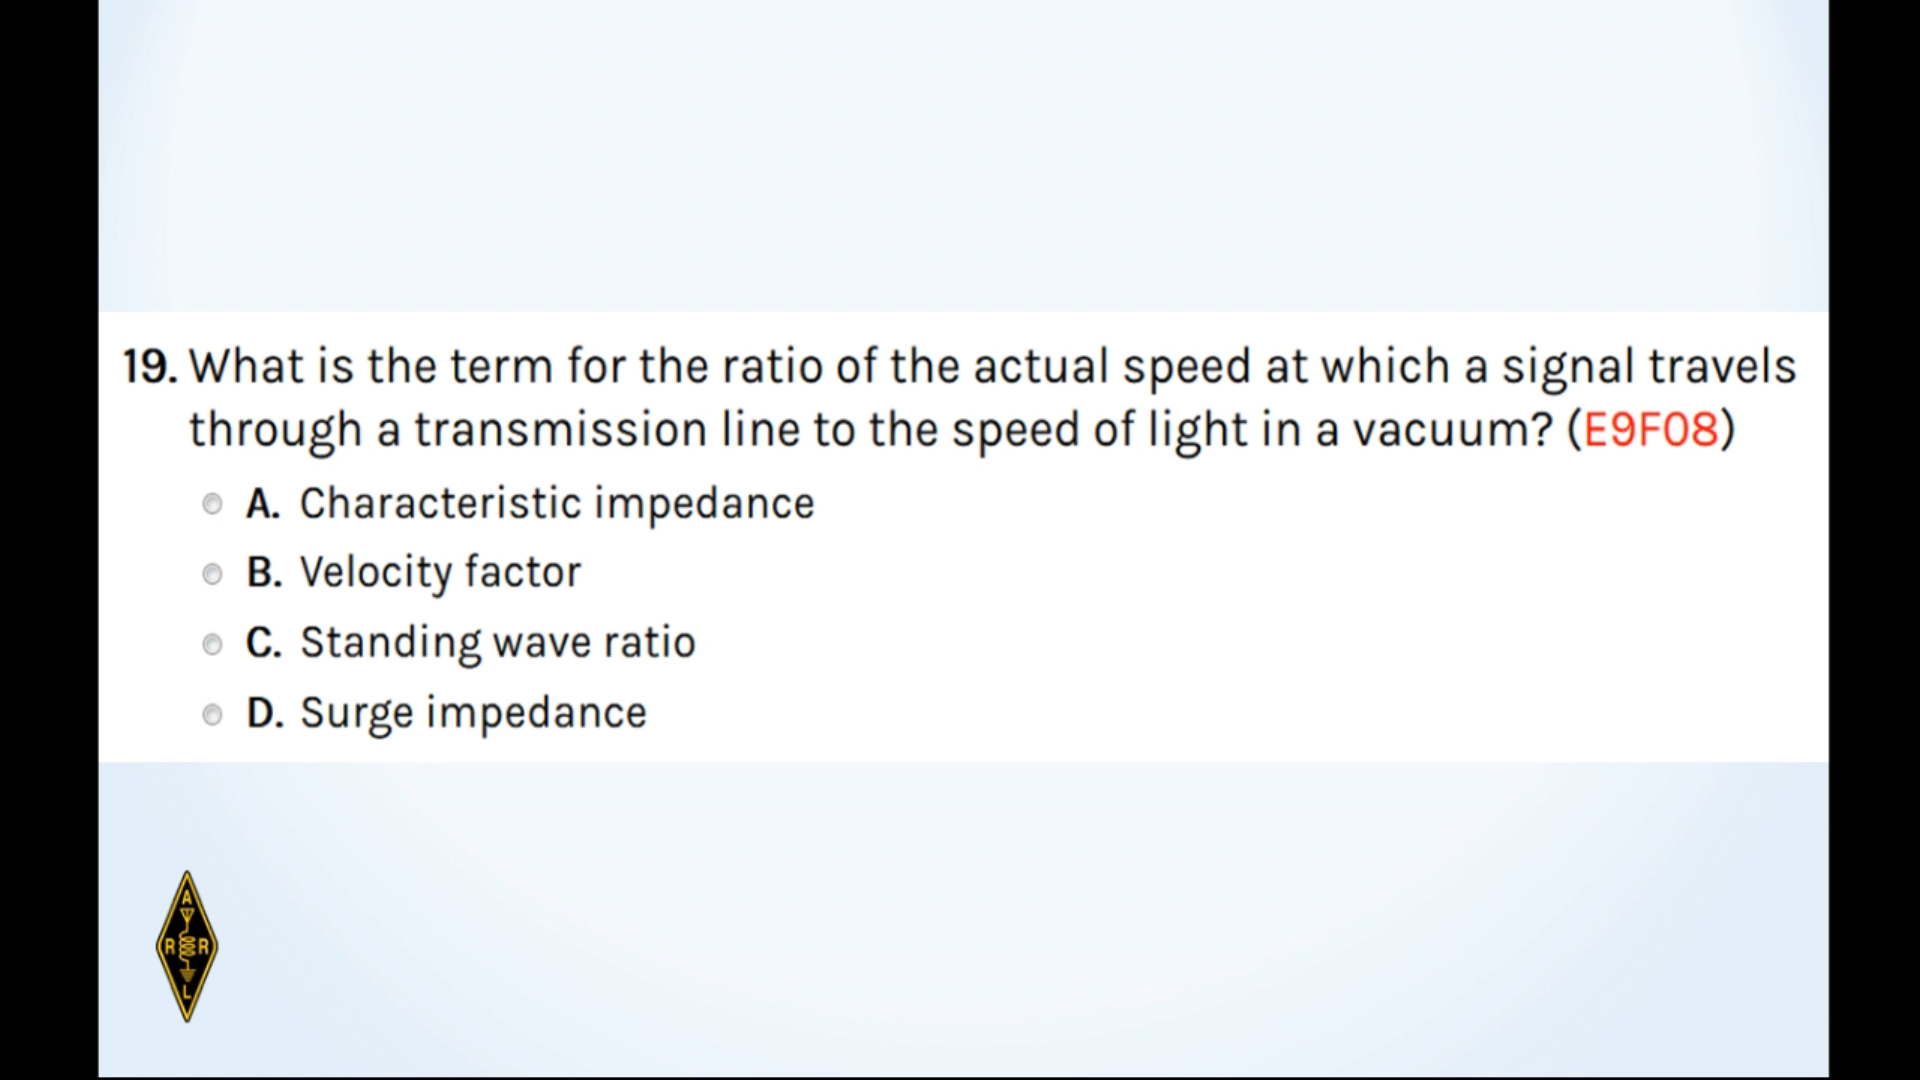 19. What is the term for the ratio of the actual speed at which a signal travels
through a transmission line to the speed of light in a vacuum? (E9F08)
A. Characteristic impedance
B. Velocity factor
C. Standing wave ratio
D. Surge impedance
A
R R
L